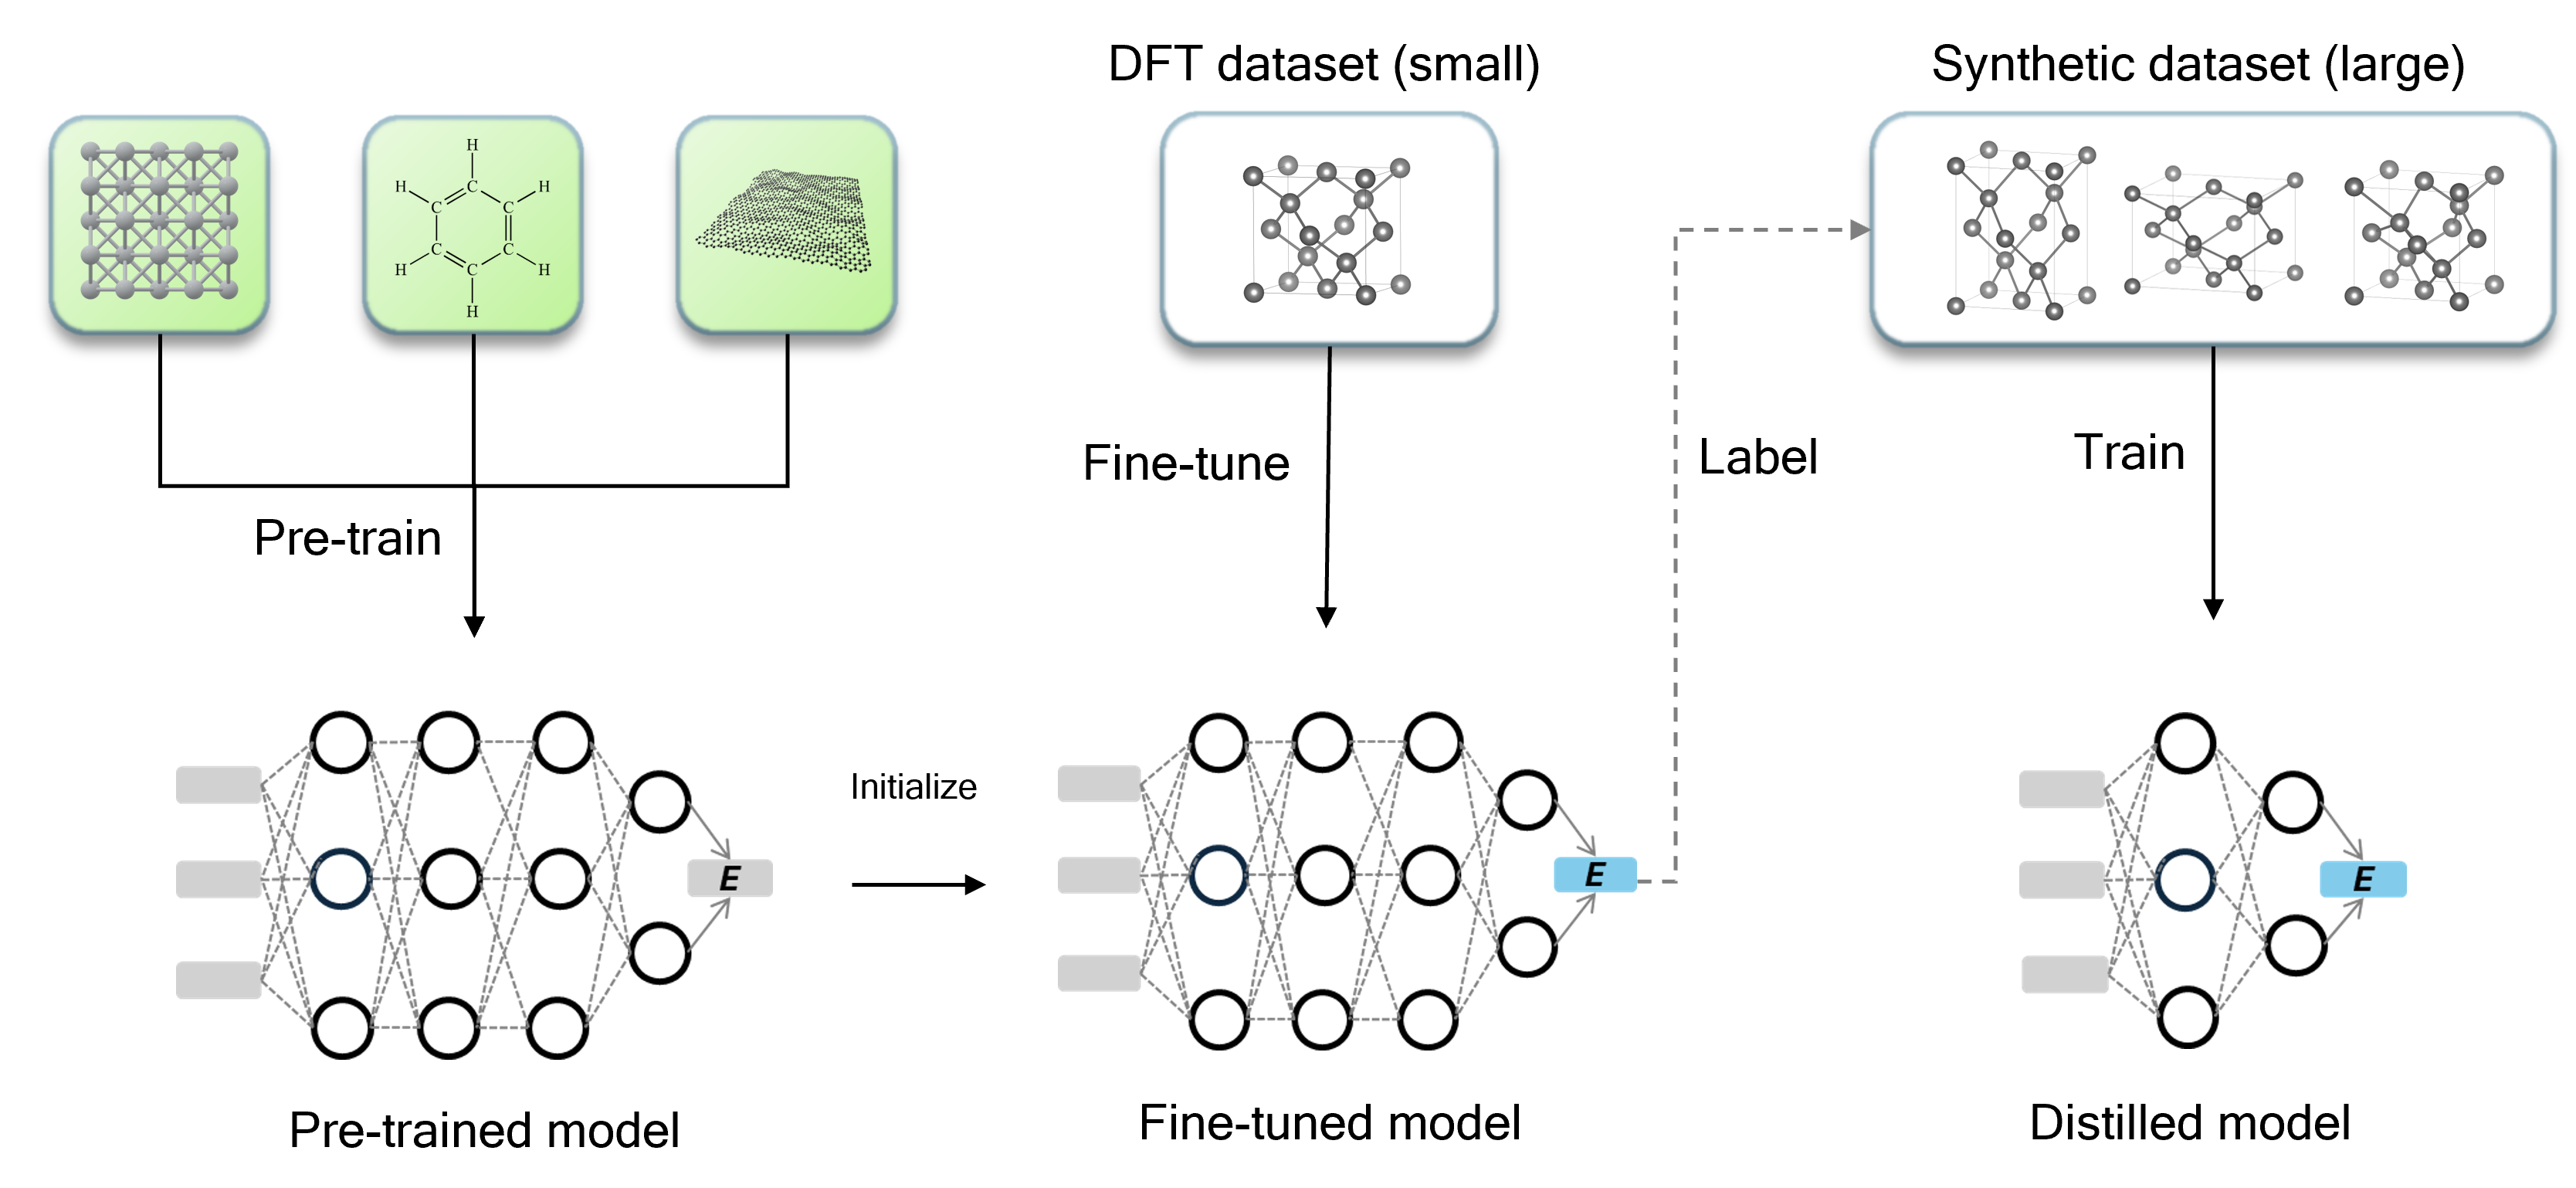 DFT dataset (small)
Synthetic dataset (large)
H
H
H
C
C
C
C
C
C
H
H
H
Fine-tune
Label
Train
Pre-train
Initialize
E
E
E
Pre-trained model
Fine-tuned model
Distilled model